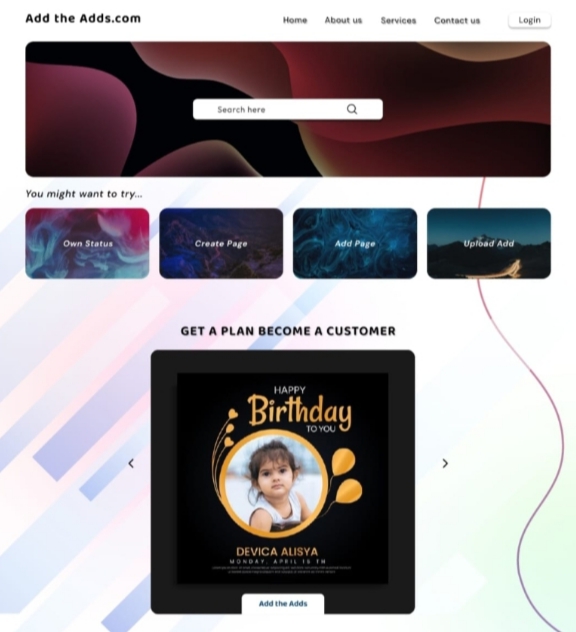 Add the Adds.com
Home About us Services Contact us Login
Search here
You might want to try...
Own Status Create Page Add Page Upload Add
GET A PLAN BECOME A CUSTOMER
HAPPY
Birthday
TO YOU
DEVICA ALISYA
MONDAY, APRIL 15 TH
Add the Adds